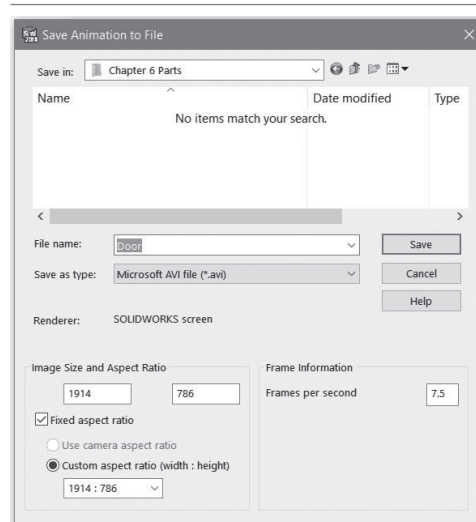 SW 2018 Save Animation to File
Save in: Chapter 6 Parts
Name Date modified Type
No items match your search.
File name: Door Save
Save as type: Microsoft AVI file (*.avi) Cancel
Help
Renderer: SOLIDWORKS screen
Image Size and Aspect Ratio Frame Information
1914 786 Frames per second 7.5
Fixed aspect ratio
Use camera aspect ratio
Custom aspect ratio (width : height)
1914 : 786